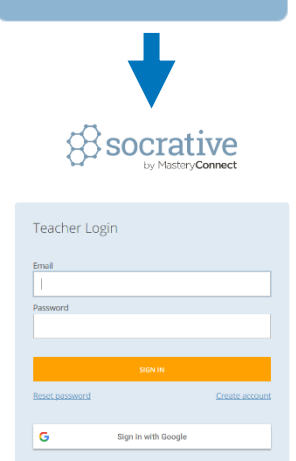 socrative
by MasteryConnect
Teacher Login
Email
Password
SIGN IN
Reset password Create account
Sign in with Google